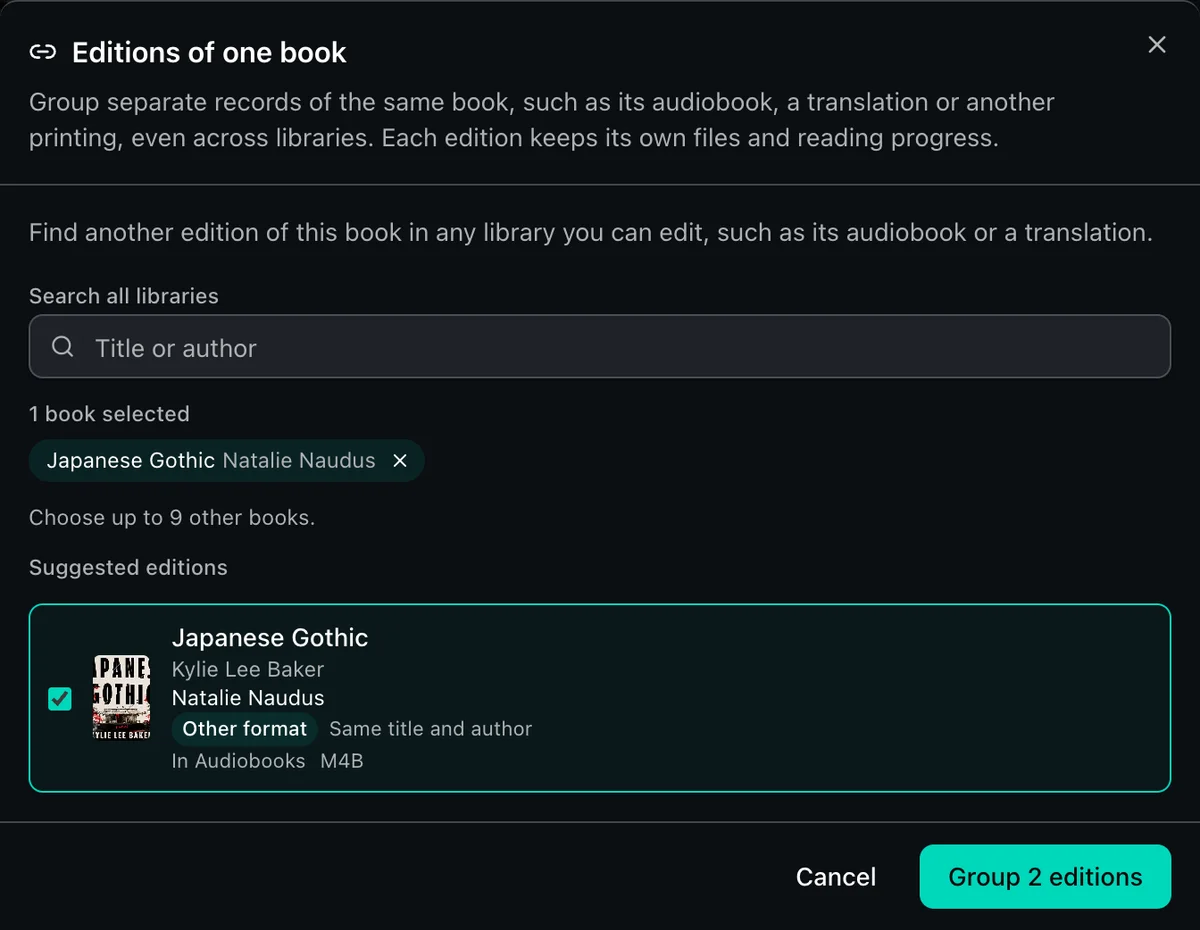 Editions of one book
Group separate records of the same book, such as its audiobook, a translation or another
printing, even across libraries. Each edition keeps its own files and reading progress.
Find another edition of this book in any library you can edit, such as its audiobook or a translation.
Search all libraries
Title or author
1 book selected
Japanese Gothic Natalie Naudus
Choose up to 9 other books.
Suggested editions
Japanese Gothic
Kylie Lee Baker
Natalie Naudus
Other format Same title and author
In Audiobooks M4B
Cancel
Group 2 editions